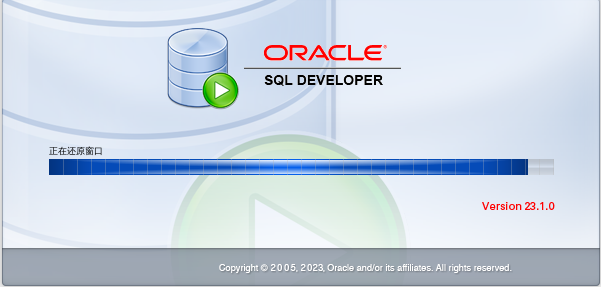 ORACLE®
SQL DEVELOPER
正在还原窗口
Version 23.1.0
Copyright © 2005, 2023, Oracle and/or its affiliates. All rights reserved.